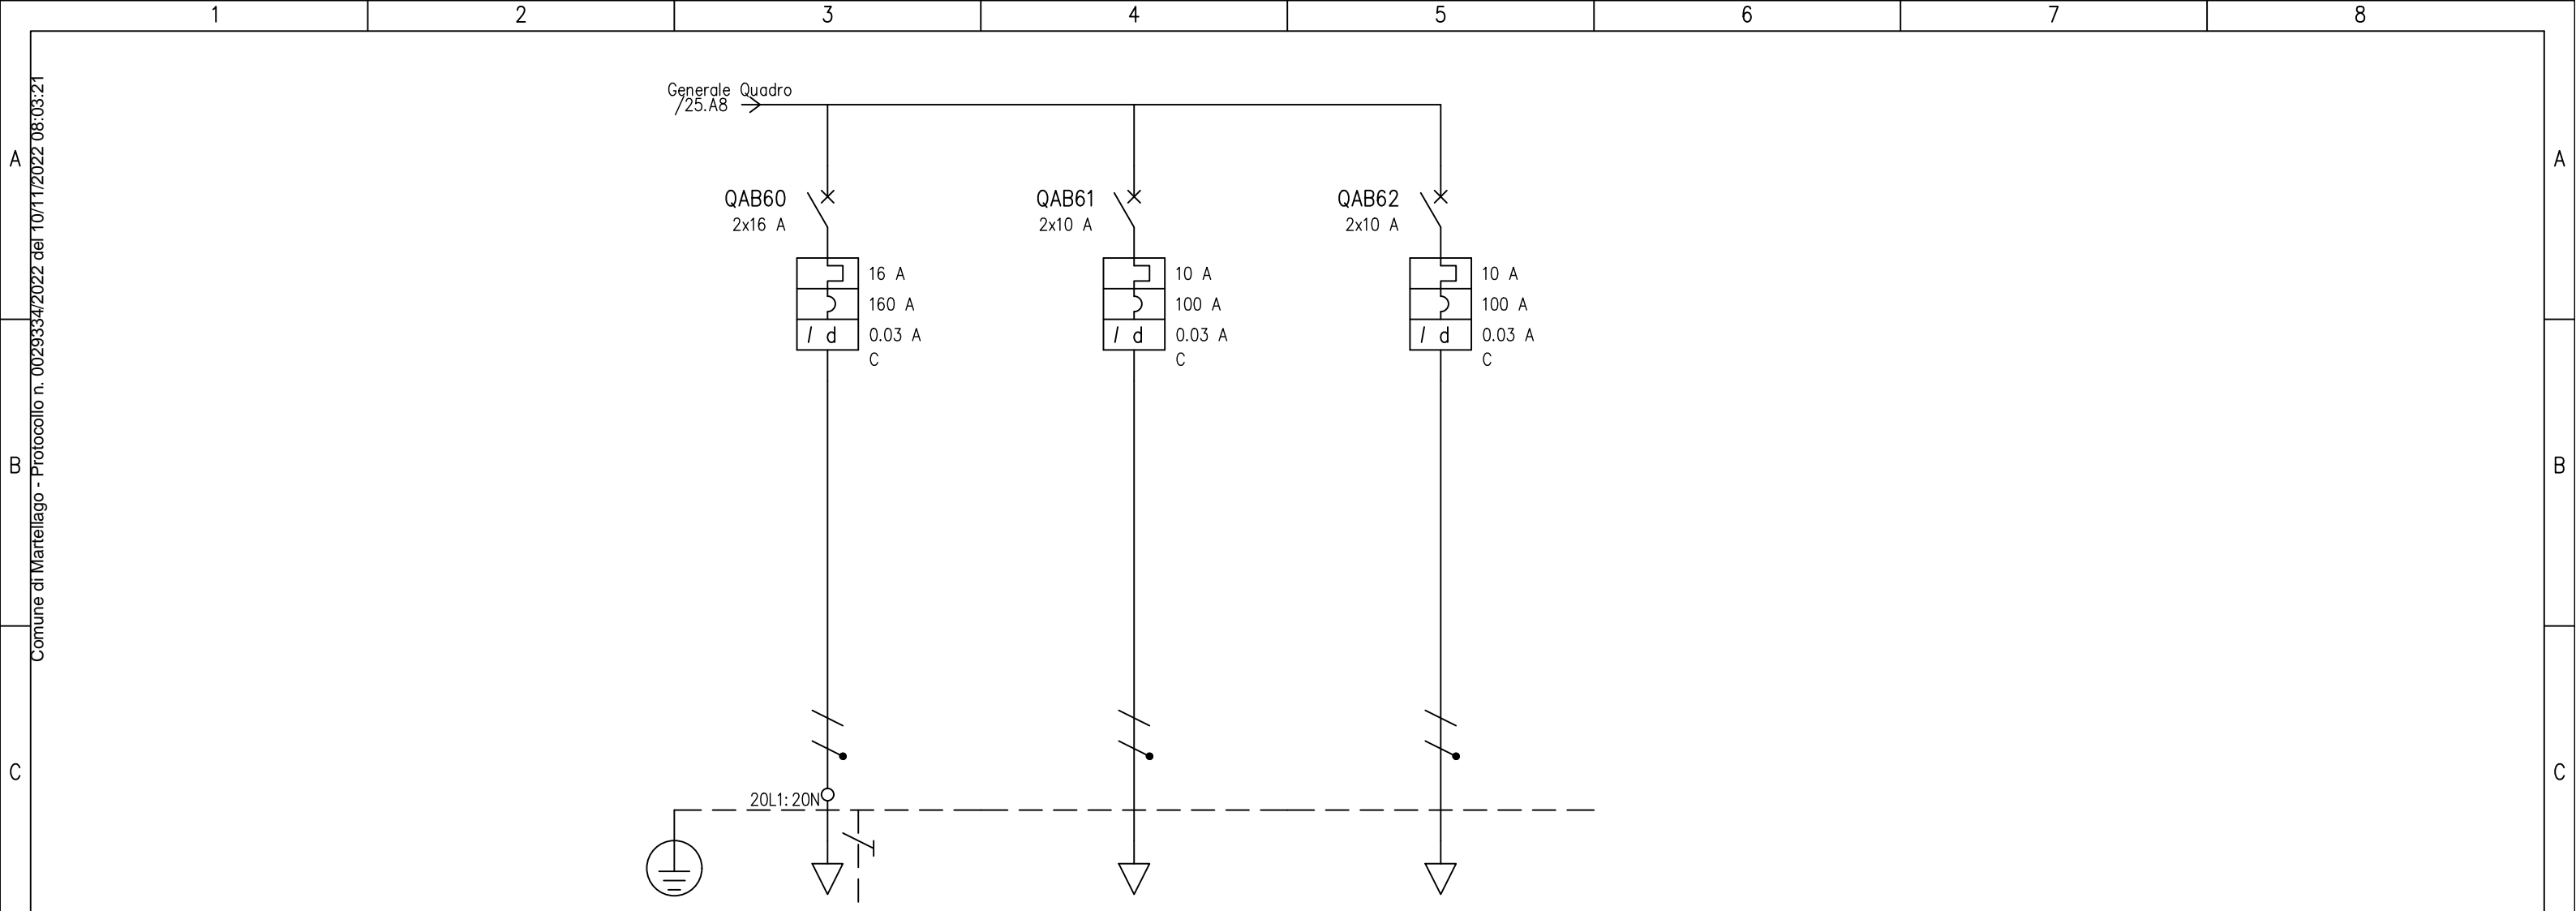 1 2 3 4 5 6 7 8
Comune di Martellago - Protocollo n. 0029334/2022 del 10/11/2022 08:03:21
Generale Quadro
/25.A8
A A
QAB60 QAB61 QAB62
2x16 A 2x10 A 2x10 A
16 A 10 A 10 A
160 A 100 A 100 A
I d 0.03 A I d 0.03 A I d 0.03 A
C C C
B B
C C
20L1:20N